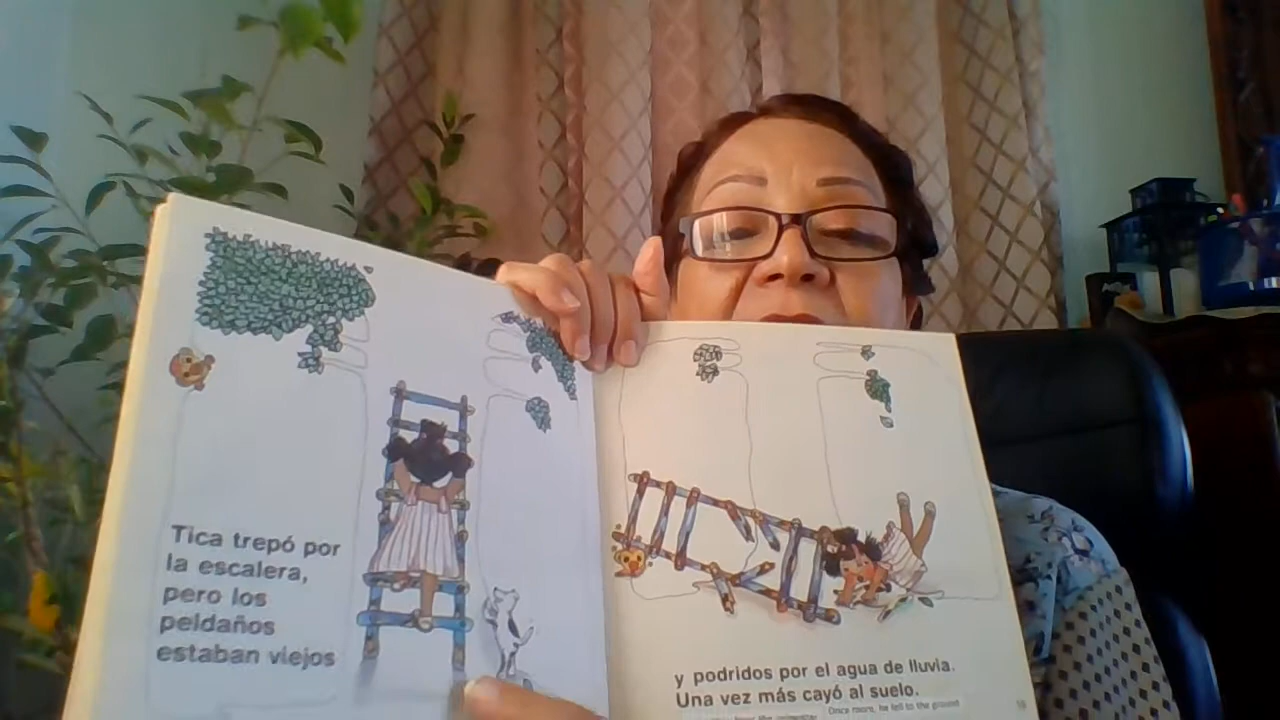 Tica trepó por
la escalera,
pero los
peldaños
estaban viejos
y podridos por el agua de lluvia.
Una vez más cayó al suelo.
Once more, he fell to the ground